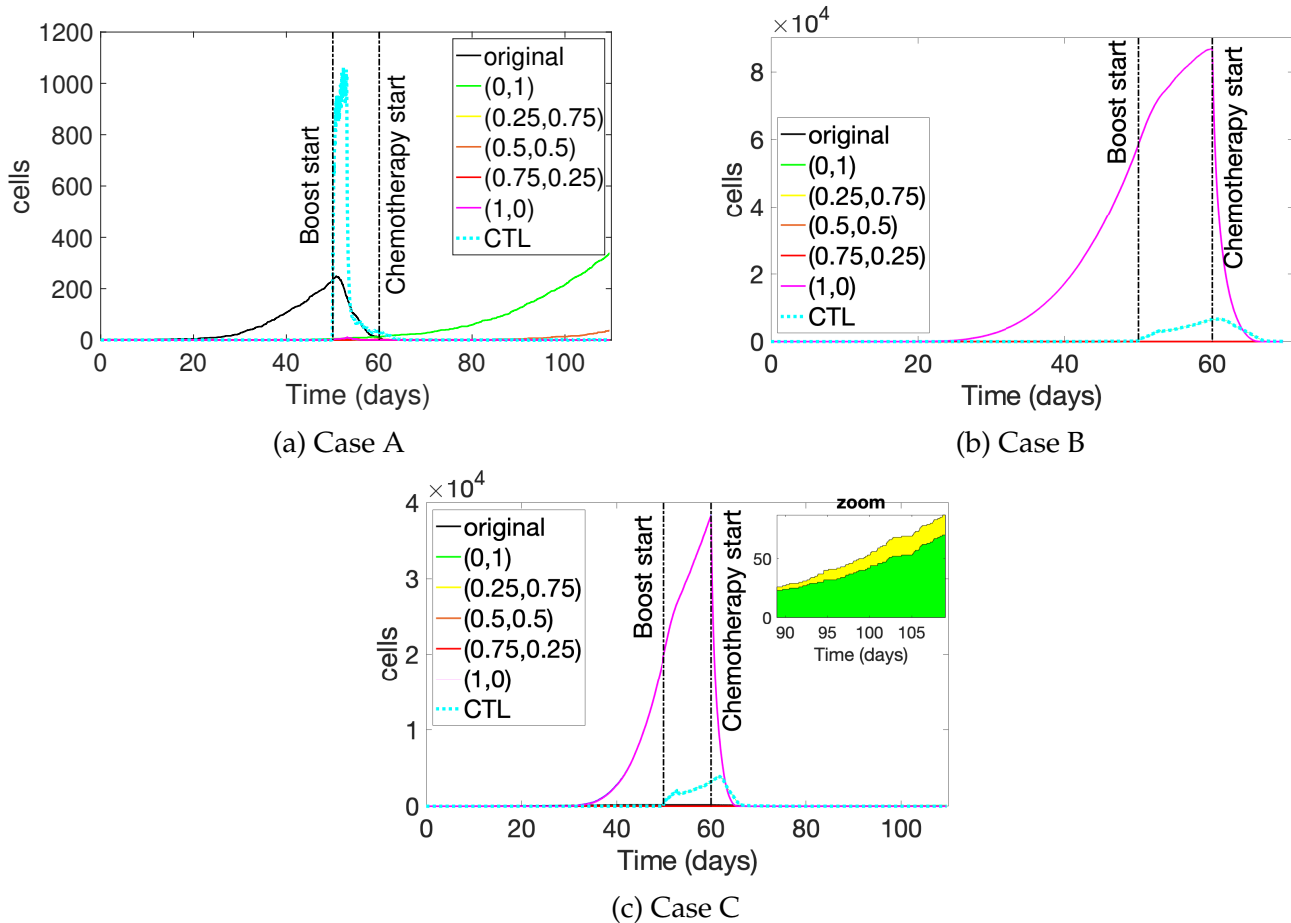 1200
1000
800
600
400
200
0
cells
0 20 40 60 80 100
Time (days)
Boost start
Chemotherapy start
original
(0,1)
(0.25,0.75)
(0.5,0.5)
(0.75,0.25)
(1,0)
CTL
(a) Case A
×10⁴
8
6
4
2
0
cells
0 20 40 60
Time (days)
Boost start
Chemotherapy start
original
(0,1)
(0.25,0.75)
(0.5,0.5)
(0.75,0.25)
(1,0)
CTL
(b) Case B
×10⁴
4
3
2
1
0
cells
0 20 40 60 80 100
Time (days)
original
(0,1)
(0.25,0.75)
(0.5,0.5)
(0.75,0.25)
(1,0)
CTL
Boost start
Chemotherapy start
zoom
50
0
90 95 100 105
Time (days)
(c) Case C